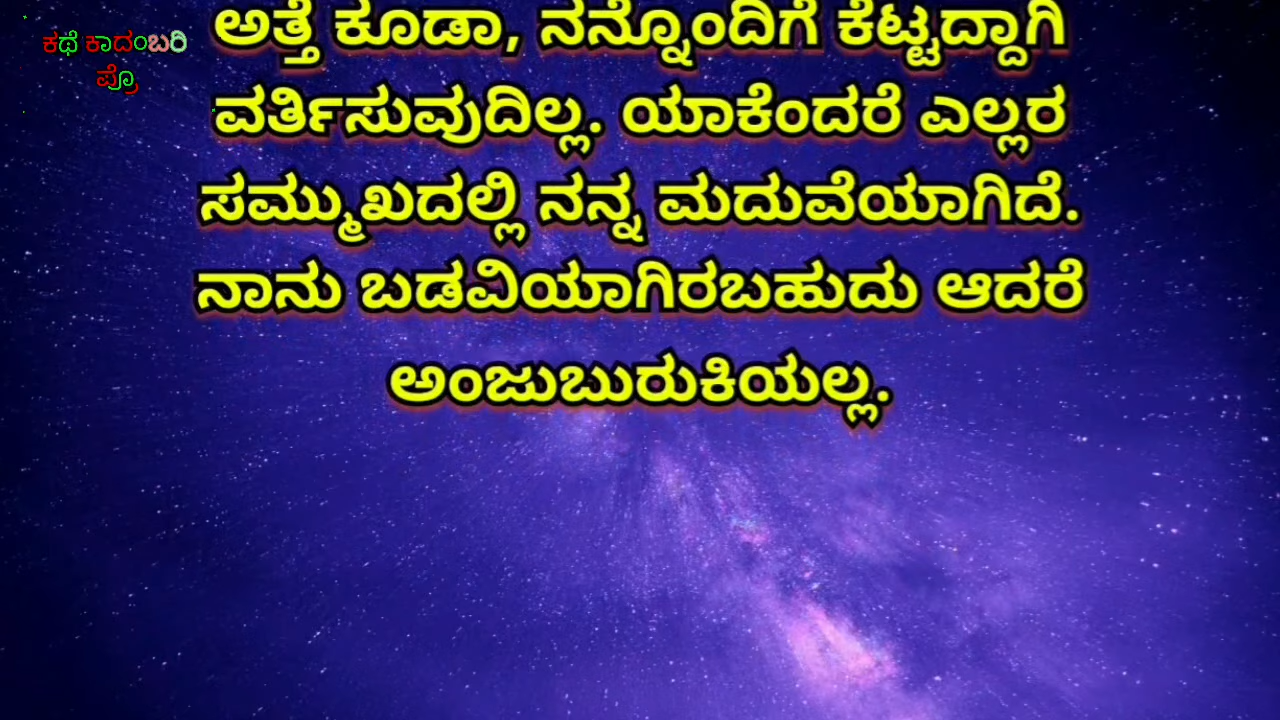 ಕಥೆ ಕಾದಂಬರಿ
ಪ್ರೊ
ಅತ್ತೆ ಕೂಡಾ, ನನ್ನೊಂದಿಗೆ ಕೆಟ್ಟದ್ದಾಗಿ
ವರ್ತಿಸುವುದಿಲ್ಲ. ಯಾಕೆಂದರೆ ಎಲ್ಲರ
ಸಮ್ಮುಖದಲ್ಲಿ ನನ್ನ ಮದುವೆಯಾಗಿದೆ.
ನಾನು ಬಡವಿಯಾಗಿರಬಹುದು ಆದರೆ
ಅಂಜುಬುರುಕಿಯಲ್ಲ.